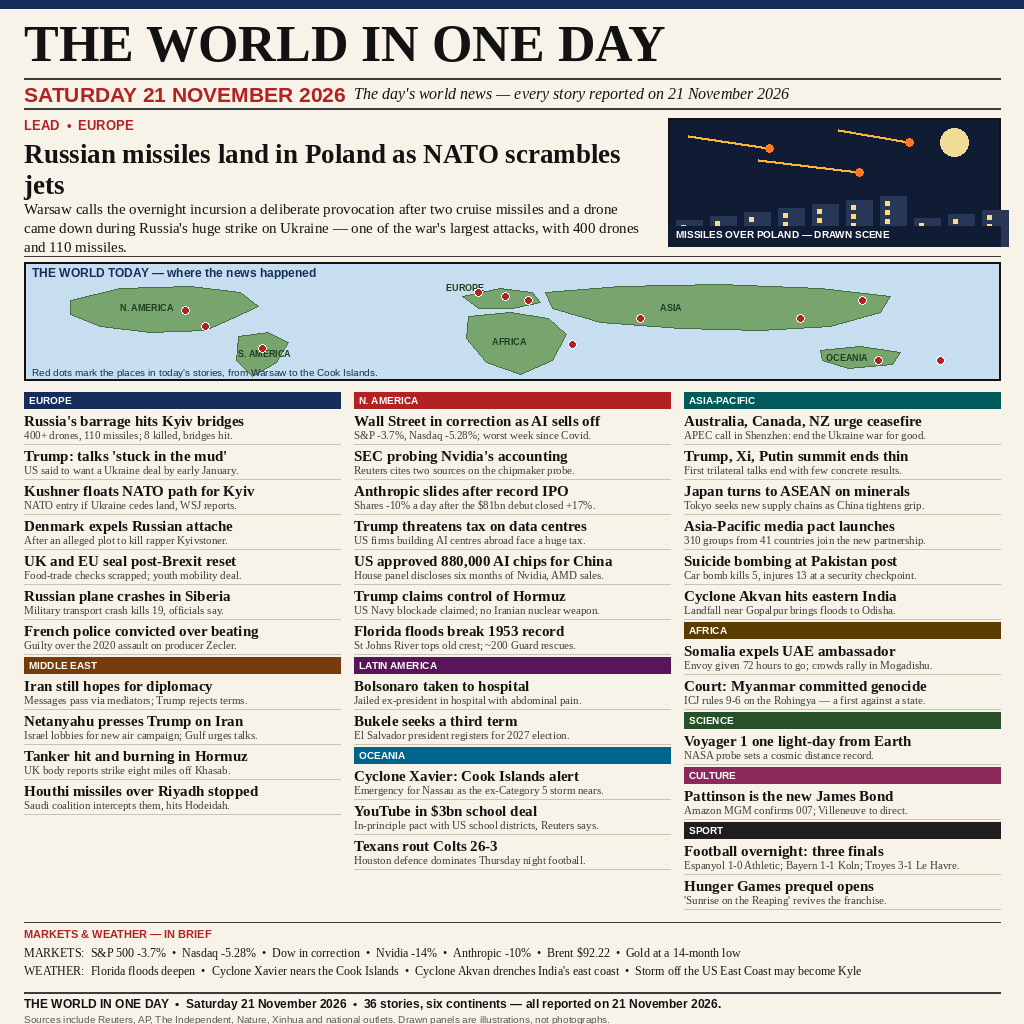 THE WORLD IN ONE DAY
SATURDAY 21 NOVEMBER 2026 The day's world news — every story reported on 21 November 2026
LEAD • EUROPE
Russian missiles land in Poland as NATO scrambles
jets
Warsaw calls the overnight incursion a deliberate provocation after two cruise missiles and a drone
came down during Russia's huge strike on Ukraine — one of the war's largest attacks, with 400 drones
and 110 missiles.
MISSILES OVER POLAND — DRAWN SCENE
THE WORLD TODAY — where the news happened
EUROPE
N. AMERICA
ASIA
AFRICA
S. AMERICA
OCEANIA
Red dots mark the places in today's stories, from Warsaw to the Cook Islands.
EUROPE
Russia's barrage hits Kyiv bridges
400+ drones, 110 missiles; 8 killed, bridges hit.
Trump: talks 'stuck in the mud'
US said to want a Ukraine deal by early January.
Kushner floats NATO path for Kyiv
NATO entry if Ukraine cedes land, WSJ reports.
Denmark expels Russian attache
After an alleged plot to kill rapper Kyivstoner.
UK and EU seal post-Brexit reset
Food-trade checks scrapped; youth mobility deal.
Russian plane crashes in Siberia
Military transport crash kills 19, officials say.
French police convicted over beating
Guilty over the 2020 assault on producer Zecler.
MIDDLE EAST
Iran still hopes for diplomacy
Messages pass via mediators; Trump rejects terms.
Netanyahu presses Trump on Iran
Israel lobbies for new air campaign; Gulf urges talks.
Tanker hit and burning in Hormuz
UK body reports strike eight miles off Khasab.
Houthi missiles over Riyadh stopped
Saudi coalition intercepts them, hits Hodeidah.
N. AMERICA
Wall Street in correction as AI sells off
S&P -3.7%, Nasdaq -5.28%; worst week since Covid.
SEC probing Nvidia's accounting
Reuters cites two sources on the chipmaker probe.
Anthropic slides after record IPO
Shares -10% a day after the $81bn debut closed +17%.
Trump threatens tax on data centres
US firms building AI centres abroad face a huge tax.
US approved 880,000 AI chips for China
House panel discloses six months of Nvidia, AMD sales.
Trump claims control of Hormuz
US Navy blockade claimed; no Iranian nuclear weapon.
Florida floods break 1953 record
St Johns River tops old crest; ~200 Guard rescues.
LATIN AMERICA
Bolsonaro taken to hospital
Jailed ex-president in hospital with abdominal pain.
Bukele seeks a third term
El Salvador president registers for 2027 election.
OCEANIA
Cyclone Xavier: Cook Islands alert
Emergency for Nassau as the ex-Category 5 storm nears.
YouTube in $3bn school deal
In-principle pact with US school districts, Reuters says.
Texans rout Colts 26-3
Houston defence dominates Thursday night football.
ASIA-PACIFIC
Australia, Canada, NZ urge ceasefire
APEC call in Shenzhen: end the Ukraine war for good.
Trump, Xi, Putin summit ends thin
First trilateral talks end with few concrete results.
Japan turns to ASEAN on minerals
Tokyo seeks new supply chains as China tightens grip.
Asia-Pacific media pact launches
310 groups from 41 countries join the new partnership.
Suicide bombing at Pakistan post
Car bomb kills 5, injures 13 at a security checkpoint.
Cyclone Akvan hits eastern India
Landfall near Gopalpur brings floods to Odisha.
AFRICA
Somalia expels UAE ambassador
Envoy given 72 hours to go; crowds rally in Mogadishu.
Court: Myanmar committed genocide
ICJ rules 9-6 on the Rohingya — a first against a state.
SCIENCE
Voyager 1 one light-day from Earth
NASA probe sets a cosmic distance record.
CULTURE
Pattinson is the new James Bond
Amazon MGM confirms 007; Villeneuve to direct.
SPORT
Football overnight: three finals
Espanyol 1-0 Athletic; Bayern 1-1 Koln; Troyes 3-1 Le Havre.
Hunger Games prequel opens
'Sunrise on the Reaping' revives the franchise.
MARKETS & WEATHER — IN BRIEF
MARKETS: S&P 500 -3.7% • Nasdaq -5.28% • Dow in correction • Nvidia -14% • Anthropic -10% • Brent $92.22 • Gold at a 14-month low
WEATHER: Florida floods deepen • Cyclone Xavier nears the Cook Islands • Cyclone Akvan drenches India's east coast • Storm off the US East Coast may become Kyle
THE WORLD IN ONE DAY • Saturday 21 November 2026 • 36 stories, six continents — all reported on 21 November 2026.
Sources include Reuters, AP, The Independent, Nature, Xinhua and national outlets. Drawn panels are illustrations, not photographs.